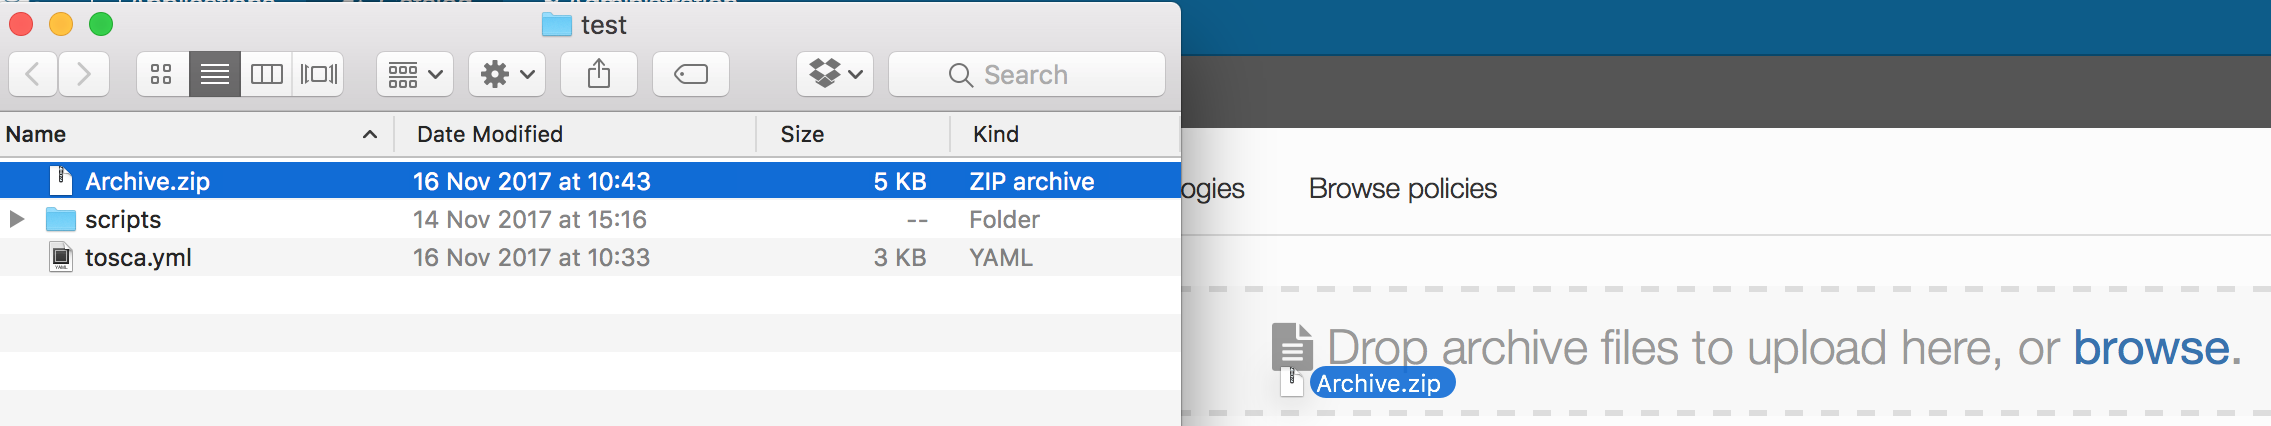 test
Search
Name Date Modified Size Kind
Archive.zip 16 Nov 2017 at 10:43 5 KB ZIP archive
scripts 14 Nov 2017 at 15:16 -- Folder
tosca.yml 16 Nov 2017 at 10:33 3 KB YAML
ogies Browse policies
Drop archive files to upload here, or browse.
Archive.zip